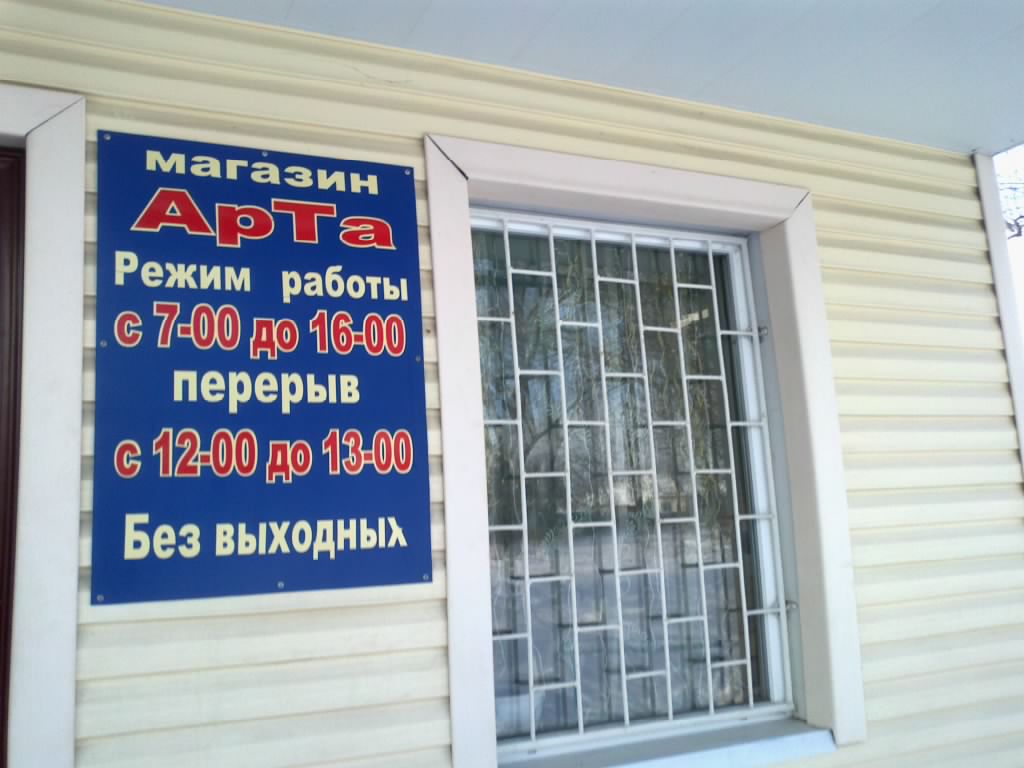 магазин
АрТа
Режим работы
с 7-00 до 16-00
перерыв
с 12-00 до 13-00
Без выходных